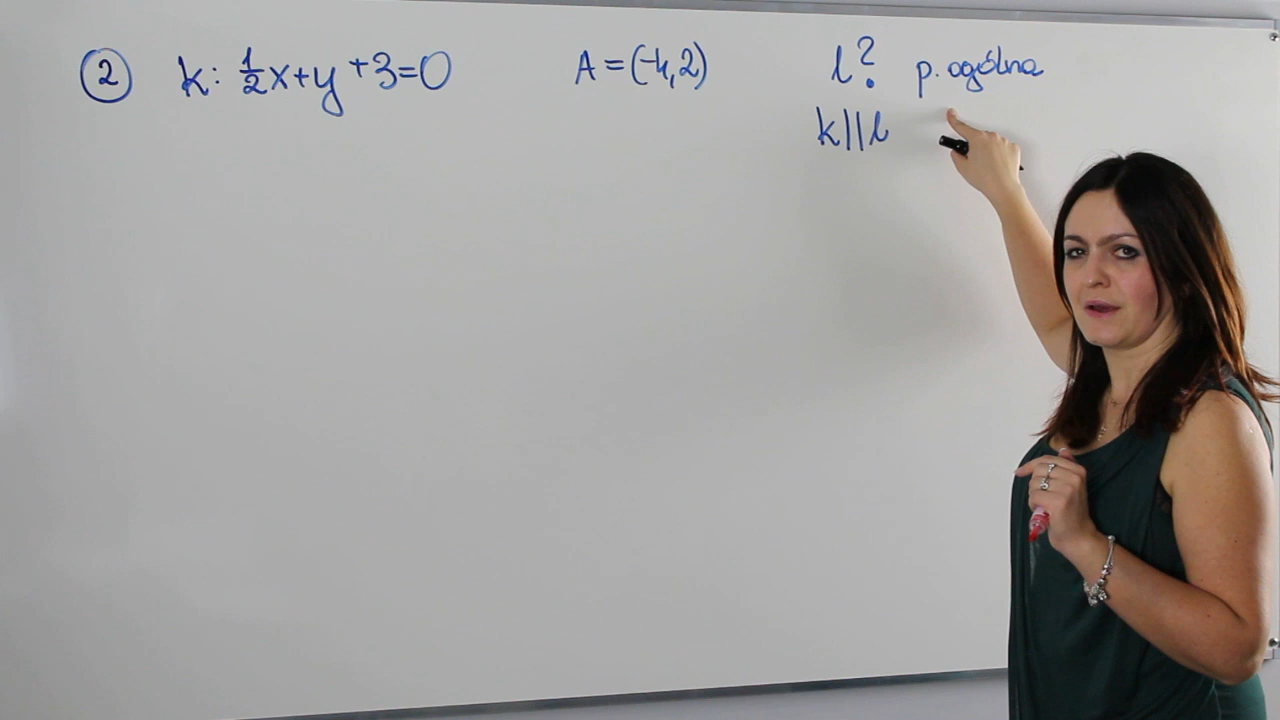 ② k: ½x+y+3=0 A=(-4,2) l? p. ogólna
k||l